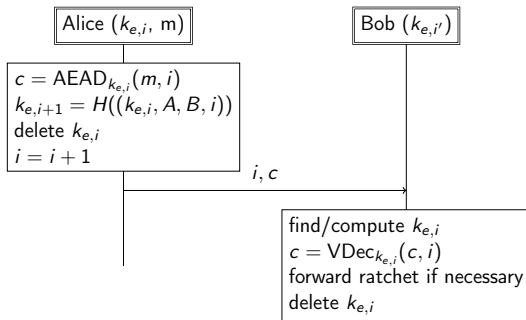 Alice (k_{e,i}, m)
Bob (k_{e,i'})
c = AEAD_{k_{e,i}}(m, i)
k_{e,i+1} = H((k_{e,i}, A, B, i))
delete k_{e,i}
i = i + 1
i, c
find/compute k_{e,i}
c = VDec_{k_{e,i}}(c, i)
forward ratchet if necessary
delete k_{e,i}